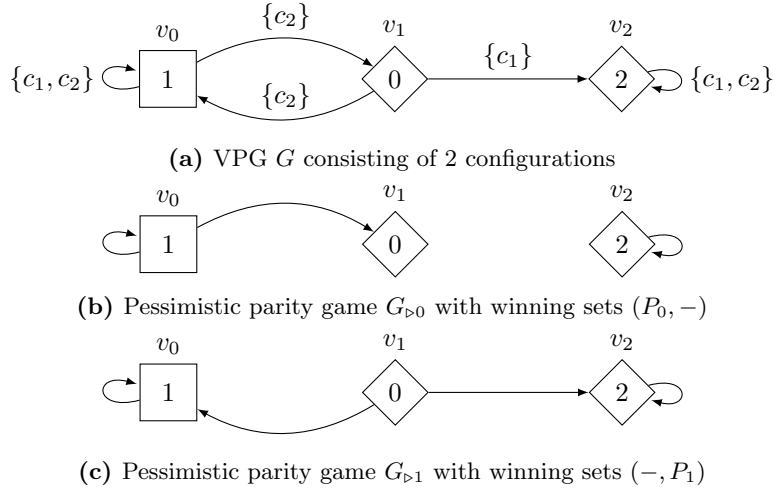 v₀ {c₂} v₁ v₂
{c₁, c₂} 1 0 {c₁} 2 {c₁, c₂}
{c₂}
(a) VPG G consisting of 2 configurations
v₀ v₁ v₂
1 0 2
(b) Pessimistic parity game G▹₀ with winning sets (P₀, −)
v₀ v₁ v₂
1 0 2
(c) Pessimistic parity game G▹₁ with winning sets (−, P₁)